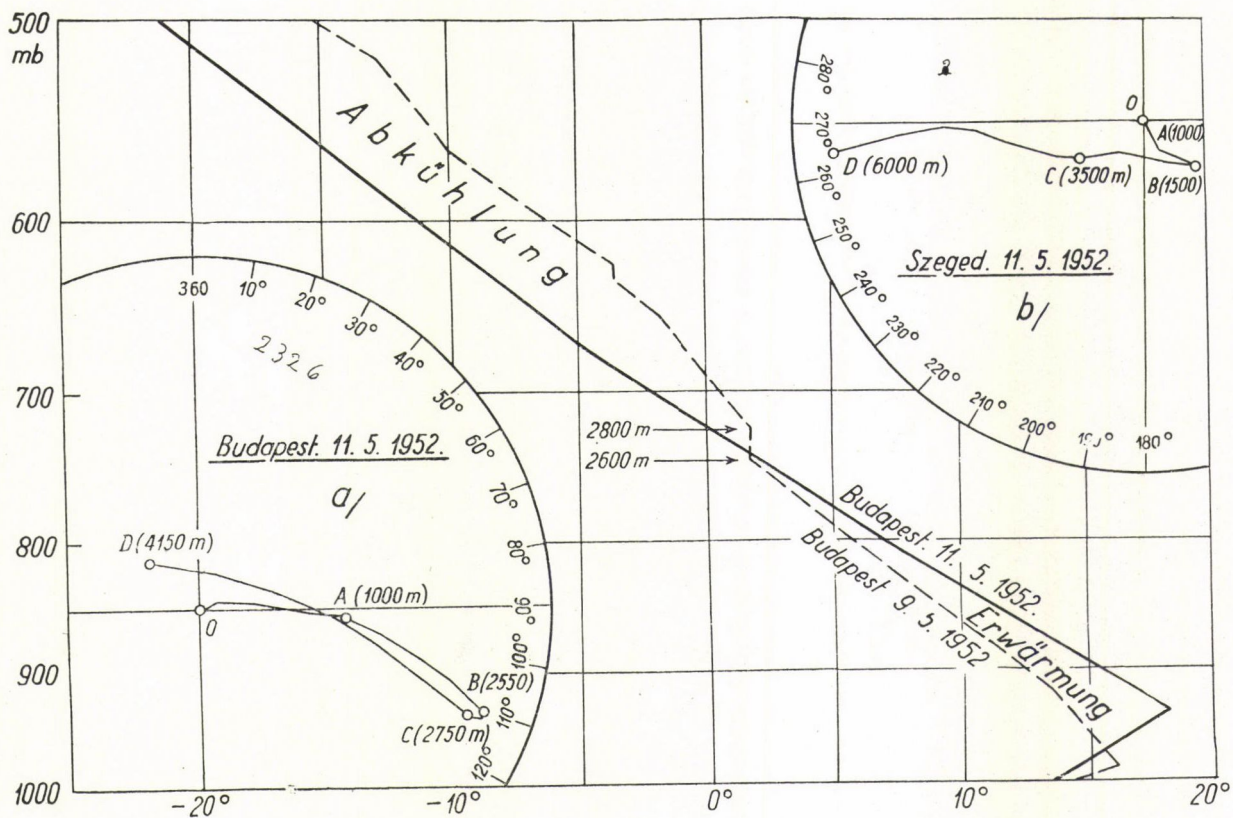 500
mb
600
700
800
900
1000
-20°
-10°
0°
10°
20°
Abkühlung
Erwärmung
Budapest. 11. 5. 1952.
Budapest 9. 5. 1952
2800 m
2600 m
360
10°
20°
30°
40°
50°
60°
70°
80°
90°
100°
110°
120°
2326
Budapest. 11. 5. 1952.
a/
D (4150 m)
A (1000 m)
O
B (2550)
C (2750 m)
280°
270°
260°
250°
240°
230°
220°
210°
200°
180°
O
A (1000)
D (6000 m)
C (3500 m)
B (1500)
Szeged. 11. 5. 1952.
b/